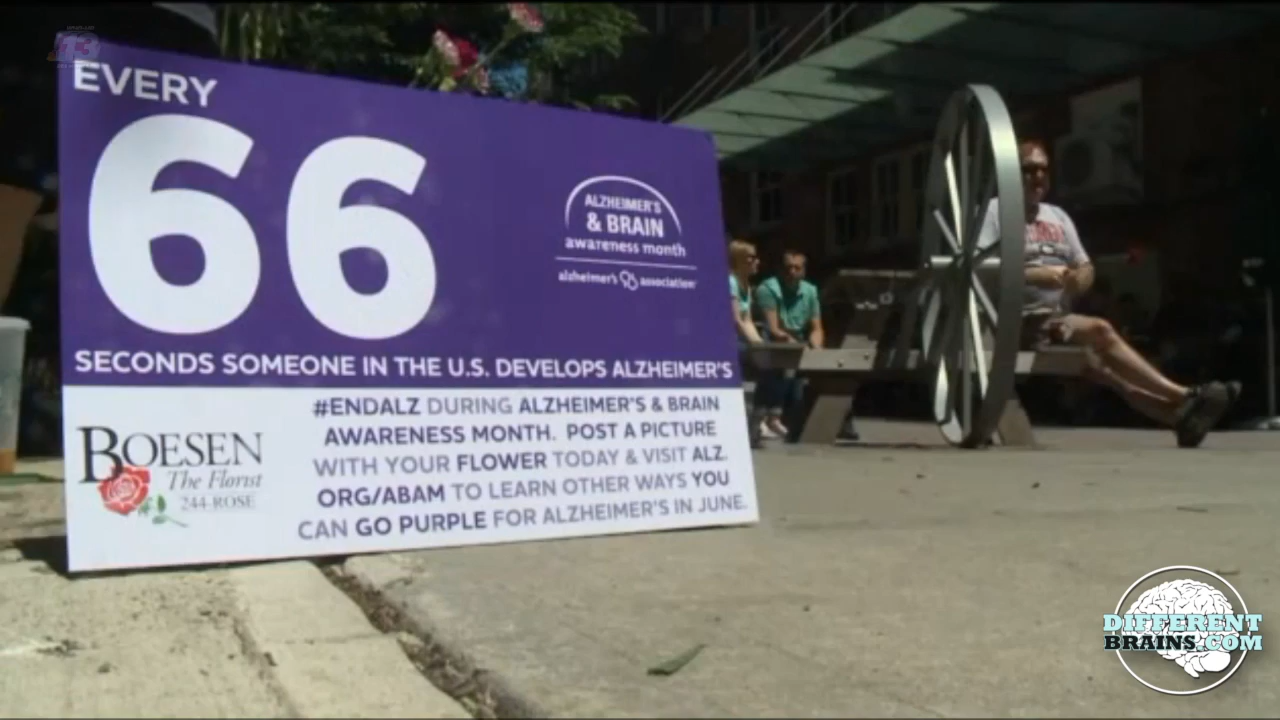 13
EVERY
66
SECONDS SOMEONE IN THE U.S. DEVELOPS ALZHEIMER'S
ALZHEIMER'S
& BRAIN
awareness month
alzheimer's association
BOESEN
The Florist
244-ROSE
#ENDALZ DURING ALZHEIMER'S & BRAIN
AWARENESS MONTH. POST A PICTURE
WITH YOUR FLOWER TODAY & VISIT ALZ.
ORG/ABAM TO LEARN OTHER WAYS YOU
CAN GO PURPLE FOR ALZHEIMER'S IN JUNE.
DIFFERENT
BRAINS.COM